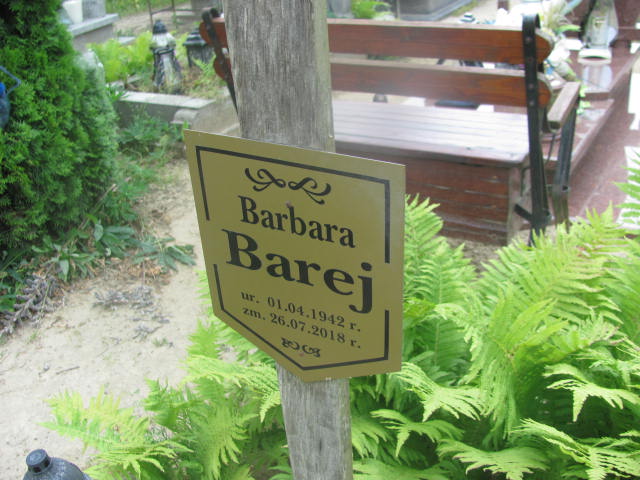 Barbara
Barej
ur. 01.04.1942 r.
zm. 26.07.2018 r.